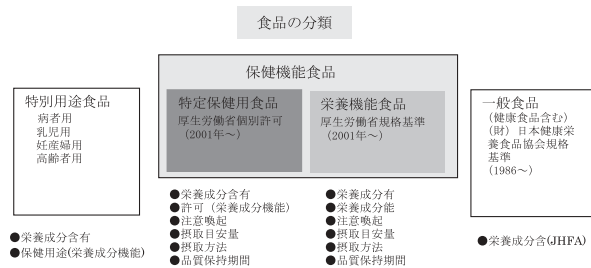 食品の分類
特別用途食品
病者用
乳児用
妊産婦用
高齢者用
●栄養成分含有
●保健用途(栄養成分機能)
保健機能食品
特定保健用食品
厚生労働省個別許可
(2001年〜)
栄養機能食品
厚生労働省規格基準
(2001年〜)
●栄養成分含有
●許可（栄養成分機能）
●注意喚起
●摂取目安量
●摂取方法
●品質保持期間
●栄養成分有
●栄養成分能
●注意喚起
●摂取目安量
●摂取方法
●品質保持期間
一般食品
(健康食品含む)
(財）日本健康栄
養食品協会規格
基準
(1986〜)
●栄養成分含(JHFA)